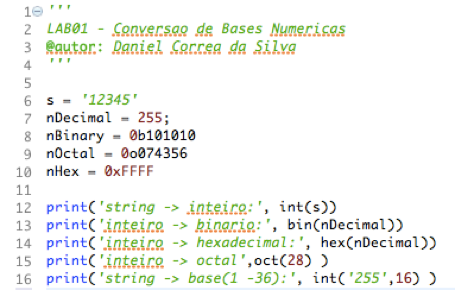 1 '''
2 LAB01 - Conversao de Bases Numericas
3 @autor: Daniel Correa da Silva
4 '''
5
6 s = '12345'
7 nDecimal = 255;
8 nBinary = 0b101010
9 nOctal = 0o074356
10 nHex = 0xFFFF
11
12 print('string -> inteiro:', int(s))
13 print('inteiro -> binario:', bin(nDecimal))
14 print('inteiro -> hexadecimal:', hex(nDecimal))
15 print('inteiro -> octal',oct(28) )
16 print('string -> base(1 -36):', int('255',16) )